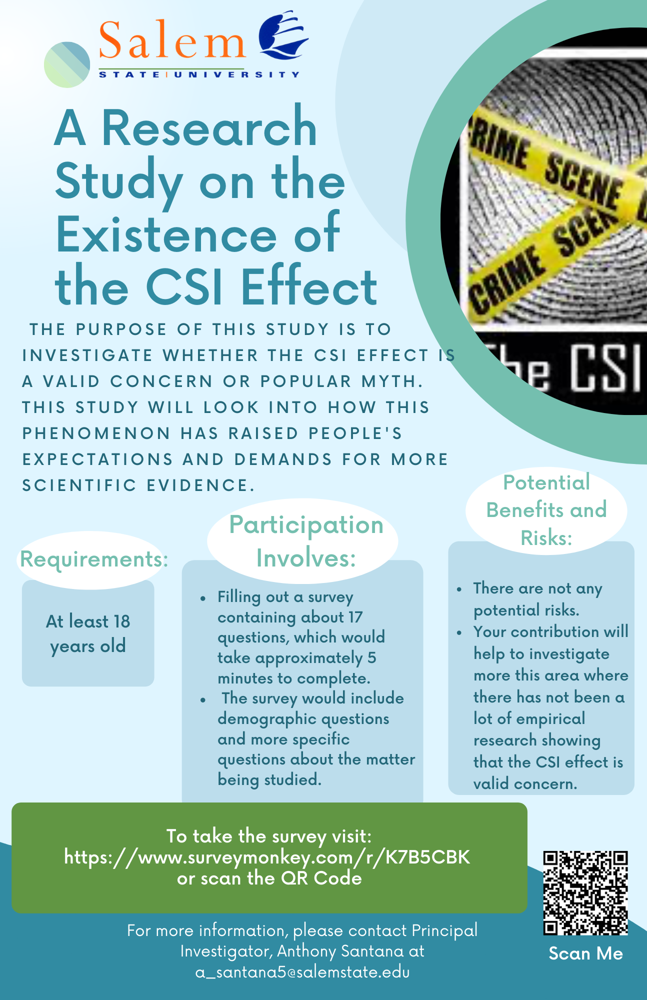 Salem
STATE|UNIVERSITY
A Research
Study on the
Existence of
the CSI Effect
CRIME SCENE
CRIME SCEN
The CSI
THE PURPOSE OF THIS STUDY IS TO
INVESTIGATE WHETHER THE CSI EFFECT IS
A VALID CONCERN OR POPULAR MYTH.
THIS STUDY WILL LOOK INTO HOW THIS
PHENOMENON HAS RAISED PEOPLE'S
EXPECTATIONS AND DEMANDS FOR MORE
SCIENTIFIC EVIDENCE.
Requirements:
At least 18
years old
Participation
Involves:
• Filling out a survey
containing about 17
questions, which would
take approximately 5
minutes to complete.
• The survey would include
demographic questions
and more specific
questions about the matter
being studied.
Potential
Benefits and
Risks:
• There are not any
potential risks.
• Your contribution will
help to investigate
more this area where
there has not been a
lot of empirical
research showing
that the CSI effect is
valid concern.
To take the survey visit:
https://www.surveymonkey.com/r/K7B5CBK
or scan the QR Code
Scan Me
For more information, please contact Principal
Investigator, Anthony Santana at
a_santana5@salemstate.edu